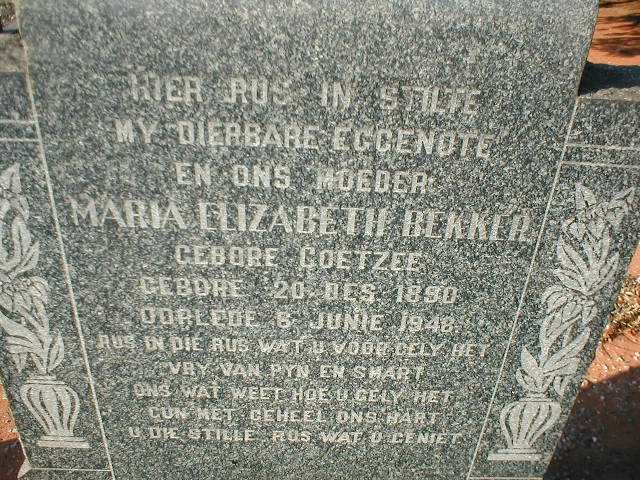 HIER RUS IN STILTE
MY DIERBARE EGGENOTE
EN ONS MOEDER
MARIA ELIZABETH BEKKER
GEBORE COETZEE
GEBORE 20 DES. 1890
OORLEDE 6 JUNIE 1948
RUS IN DIE RUS WAT U VOOR GELY HET
VRY VAN PYN EN SMART
ONS WAT WEET HOE U GELY HET
GUN MET GEHEEL ONS HART
U DIE STILLE RUS WAT U GENIET